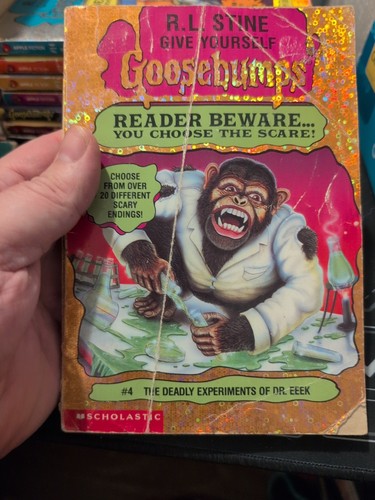 R.L. STINE
GIVE YOURSELF
Goosebumps
READER BEWARE...
YOU CHOOSE THE SCARE!
CHOOSE
FROM OVER
20 DIFFERENT
SCARY
ENDINGS!
#4 THE DEADLY EXPERIMENTS OF DR. EEEK
SCHOLASTIC